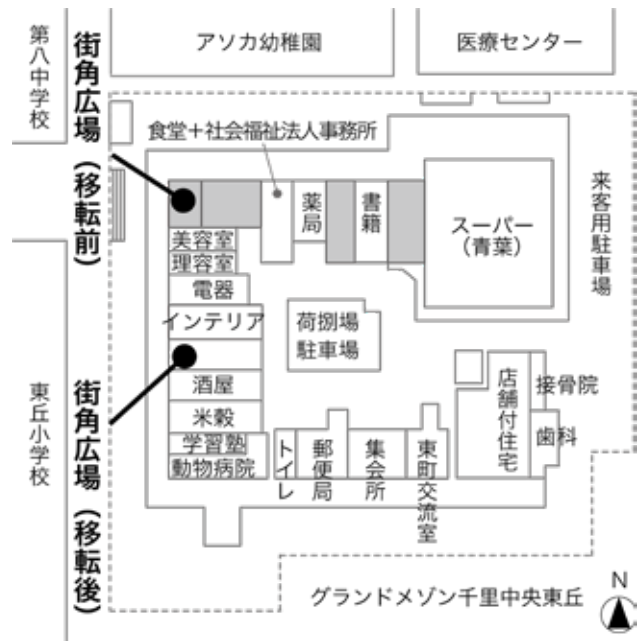 アソカ幼稚園
医療センター
第八中学校
街角広場（移転前）
食堂＋社会福祉法人事務所
薬局
書籍
スーパー
（青葉）
来客用駐車場
美容室
理容室
電器
インテリア
荷捌場
駐車場
街角広場（移転後）
東丘小学校
酒屋
米穀
学習塾
動物病院
トイレ
郵便局
集会所
東町交流室
店舗付住宅
接骨院
歯科
グランドメゾン千里中央東丘
N